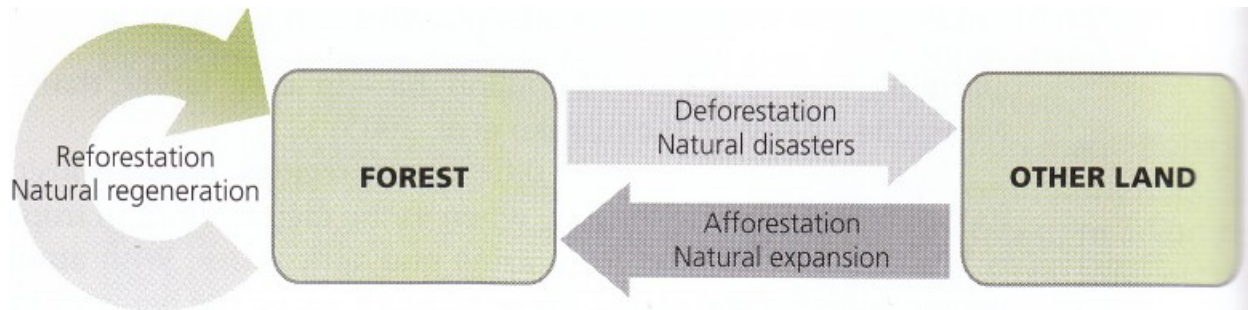 Reforestation
Natural regeneration
FOREST
Deforestation
Natural disasters
Afforestation
Natural expansion
OTHER LAND